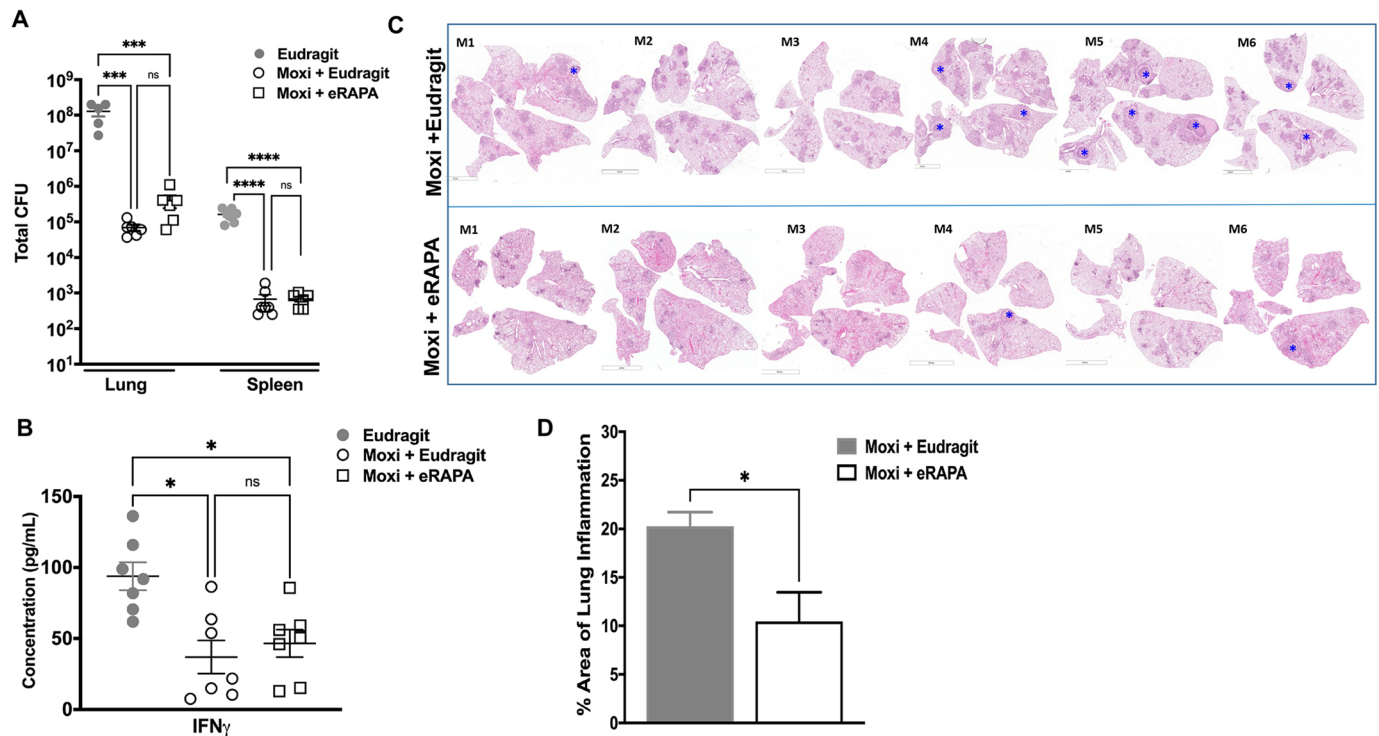 A
Eudragit
Moxi + Eudragit
Moxi + eRAPA
***
*** ns
****
**** ns
Total CFU
10⁹
10⁸
10⁷
10⁶
10⁵
10⁴
10³
10²
10¹
Lung Spleen
B
Eudragit
Moxi + Eudragit
Moxi + eRAPA
*
* ns
Concentration (pg/mL)
150
100
50
0
IFNγ
C
Moxi +Eudragit
M1 M2 M3 M4 M5 M6
* * * * * * * * * *
Moxi + eRAPA
M1 M2 M3 M4 M5 M6
* *
D
Moxi + Eudragit
Moxi + eRAPA
*
% Area of Lung Inflammation
30
25
20
15
10
5
0